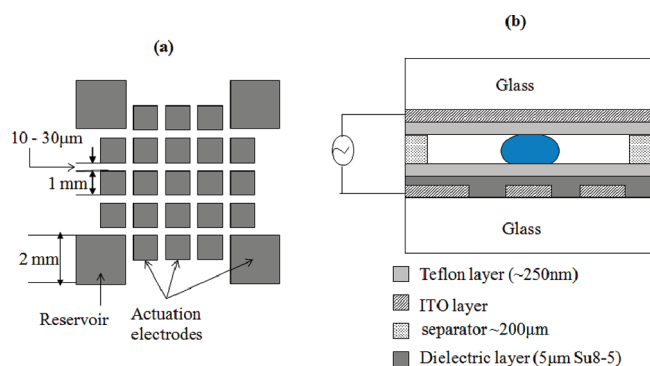 (a)
10 - 30µm
1 mm
2 mm
Reservoir
Actuation
electrodes
(b)
Glass
Glass
Teflon layer (~250nm)
ITO layer
separator ~200µm
Dielectric layer (5µm Su8-5)